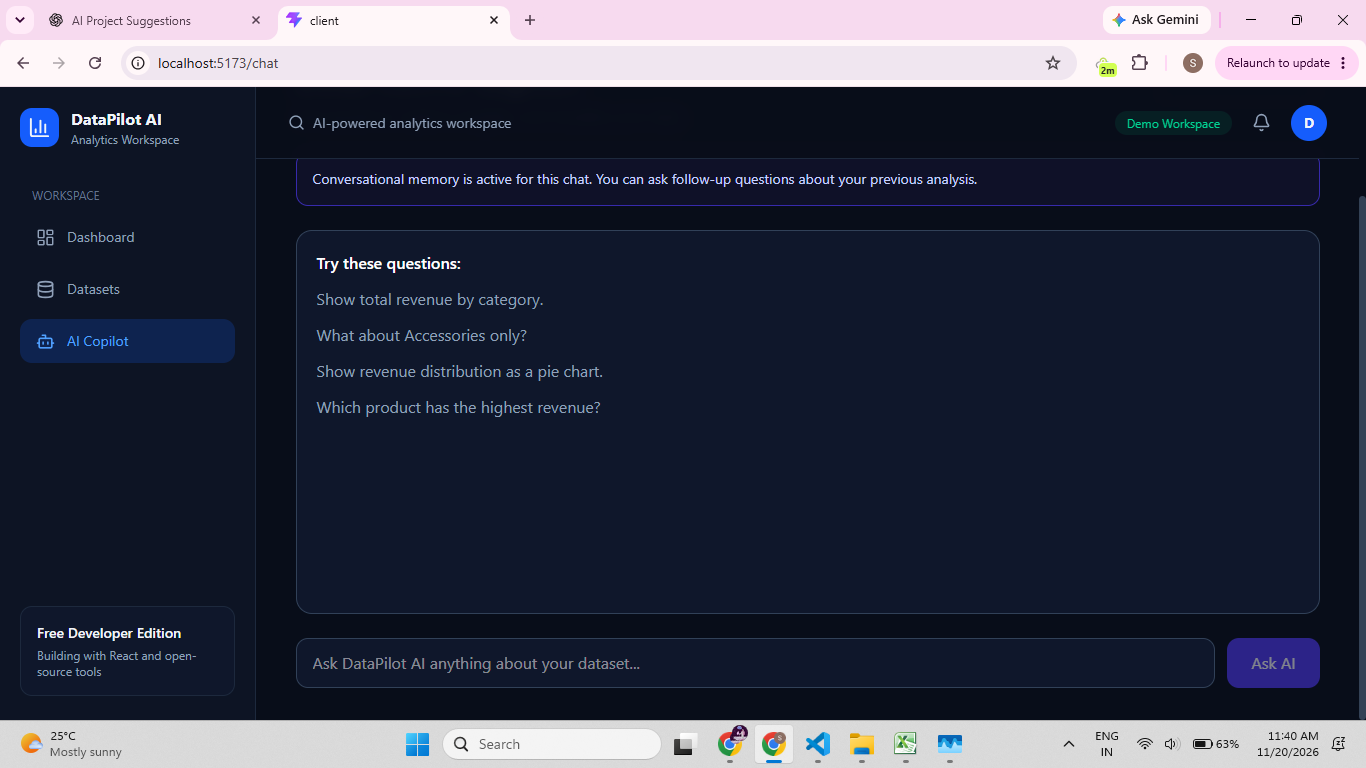 AI Project Suggestions
client
Ask Gemini
localhost:5173/chat
2m
S
Relaunch to update
DataPilot AI
Analytics Workspace
AI-powered analytics workspace
Demo Workspace
D
WORKSPACE
Dashboard
Datasets
AI Copilot
Conversational memory is active for this chat. You can ask follow-up questions about your previous analysis.
Try these questions:
Show total revenue by category.
What about Accessories only?
Show revenue distribution as a pie chart.
Which product has the highest revenue?
Free Developer Edition
Building with React and open-
source tools
Ask DataPilot AI anything about your dataset...
Ask AI
25°C
Mostly sunny
Search
ENG
IN
63%
11:40 AM
11/20/2026